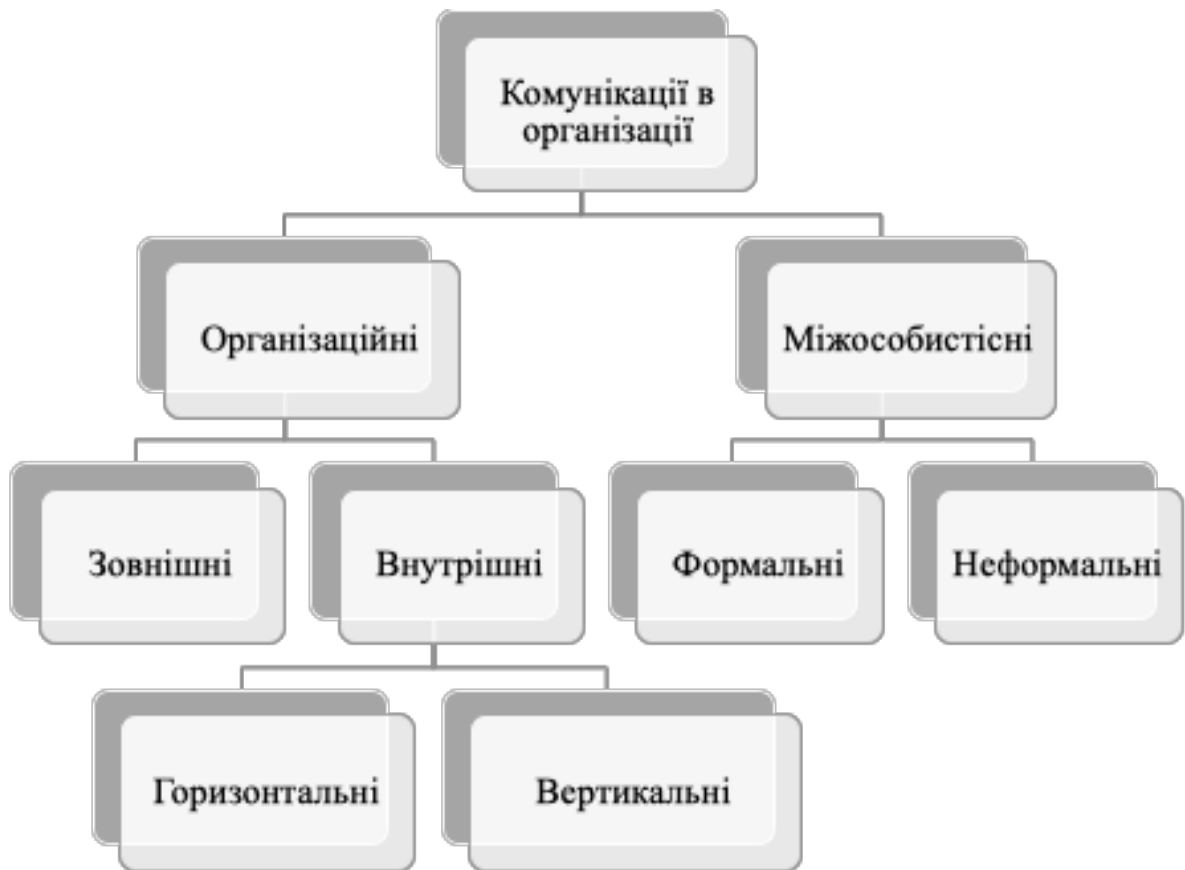 Комунікації в
організації
Організаційні
Міжособистісні
Зовнішні
Внутрішні
Формальні
Неформальні
Горизонтальні
Вертикальні